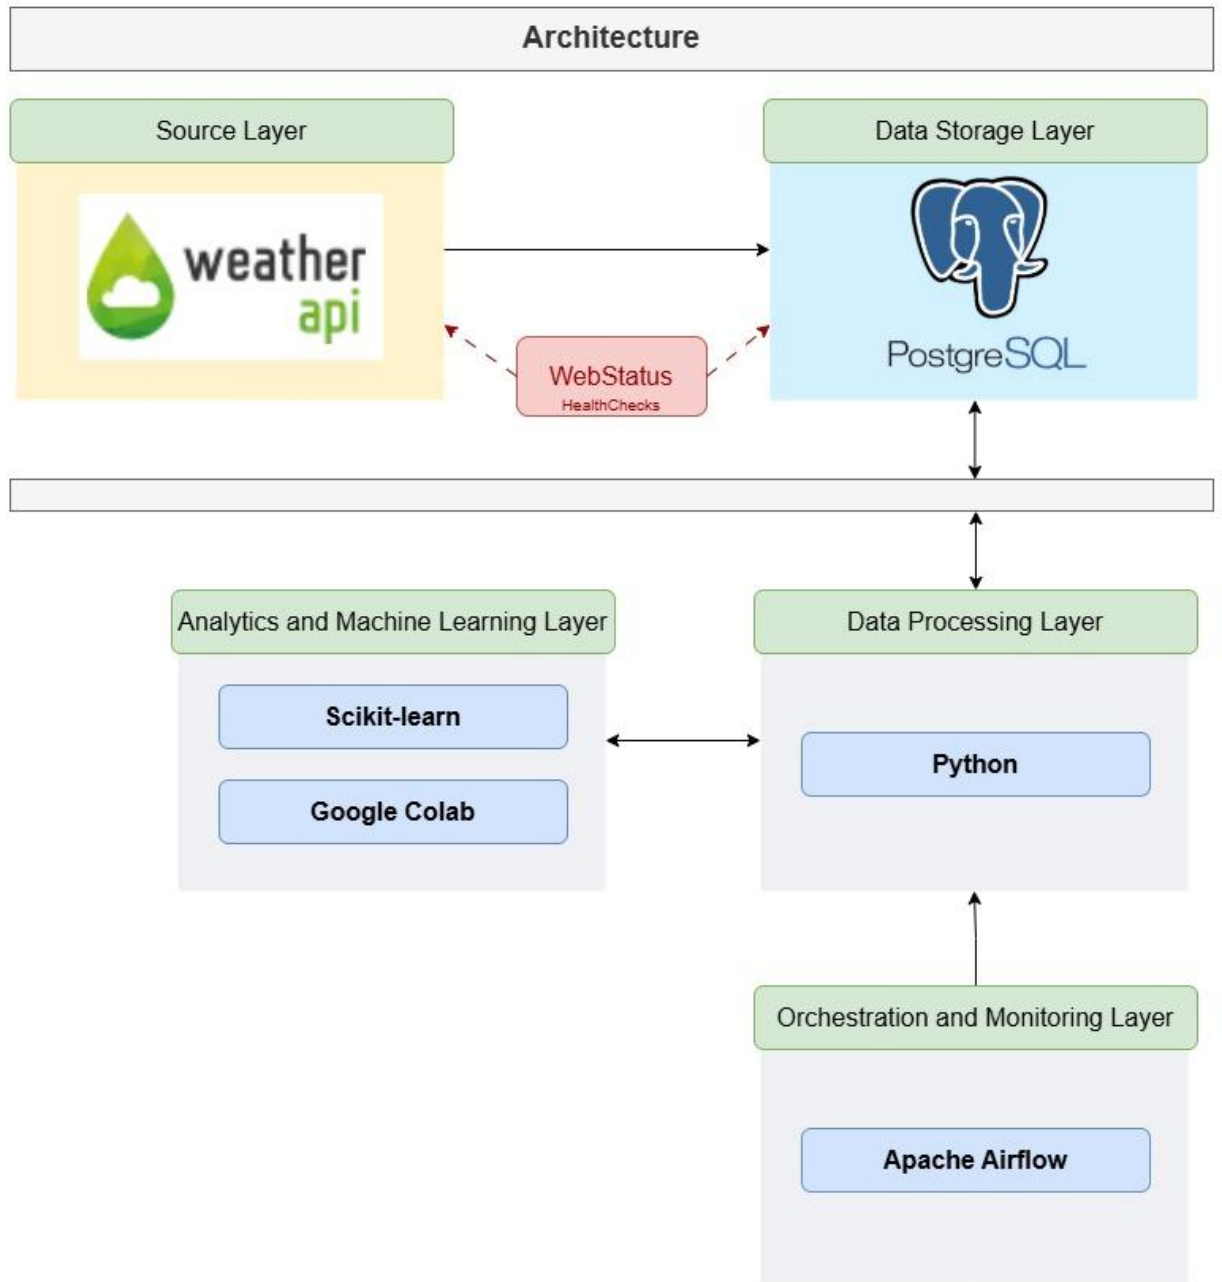 Architecture
Source Layer
Data Storage Layer
weather
api
PostgreSQL
WebStatus
HealthChecks
Analytics and Machine Learning Layer
Data Processing Layer
Scikit-learn
Python
Google Colab
Orchestration and Monitoring Layer
Apache Airflow